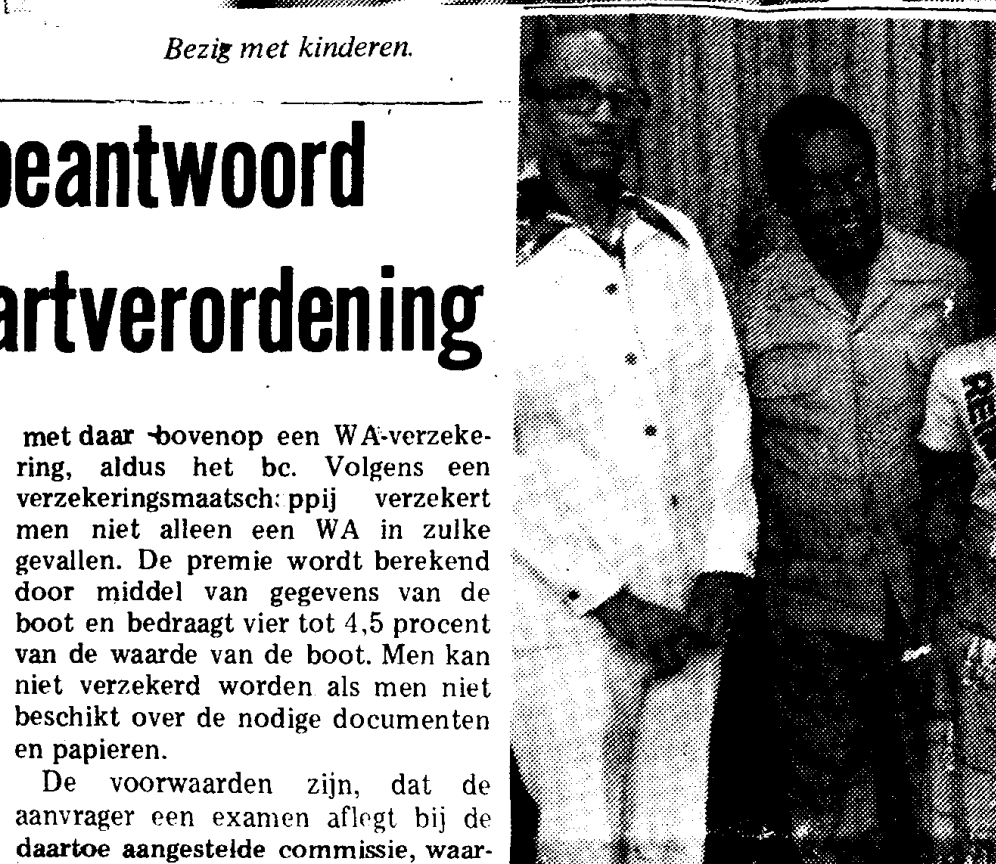 Bezig met kinderen.
beantwoord
artverordening
met daar bovenop een WA-verzeke-
ring, aldus het bc. Volgens een
verzekeringsmaatsch ppij verzekert
men niet alleen een WA in zulke
gevallen. De premie wordt berekend
door middel van gegevens van de
boot en bedraagt vier tot 4,5 procent
van de waarde van de boot. Men kan
niet verzekerd worden als men niet
beschikt over de nodige documenten
en papieren.
De voorwaarden zijn, dat de
aanvrager een examen aflegt bij de
daartoe aangestelde commissie, waar-